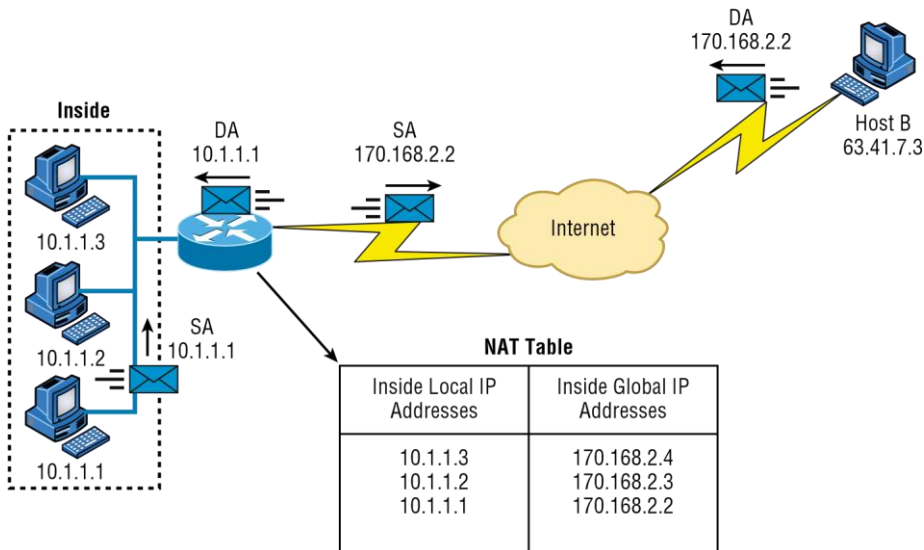 DA
170.168.2.2
Host B
63.41.7.3
Inside
DA
10.1.1.1
SA
170.168.2.2
Internet
10.1.1.3
10.1.1.2
SA
10.1.1.1
10.1.1.1
NAT Table
Inside Local IP Addresses
Inside Global IP Addresses
10.1.1.3 170.168.2.4
10.1.1.2 170.168.2.3
10.1.1.1 170.168.2.2